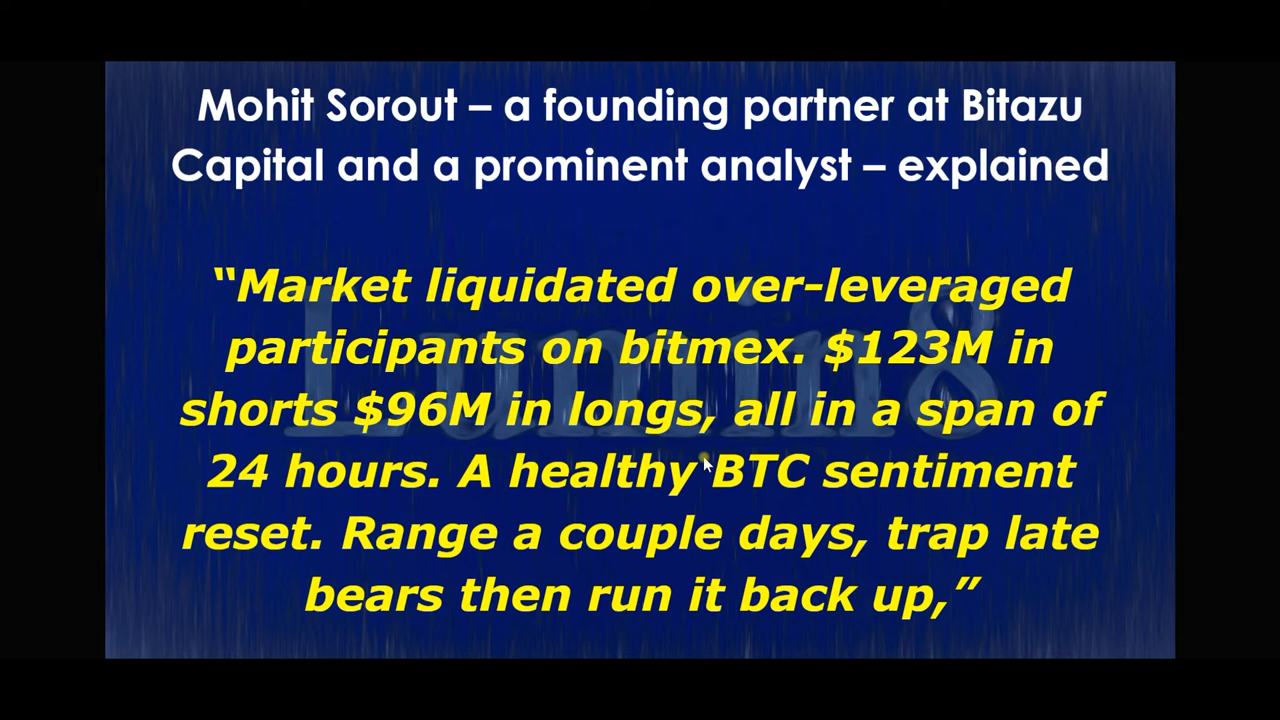 Mohit Sorout – a founding partner at Bitazu
Capital and a prominent analyst – explained
“Market liquidated over-leveraged
participants on bitmex. $123M in
shorts $96M in longs, all in a span of
24 hours. A healthy BTC sentiment
reset. Range a couple days, trap late
bears then run it back up,”
Lumin8